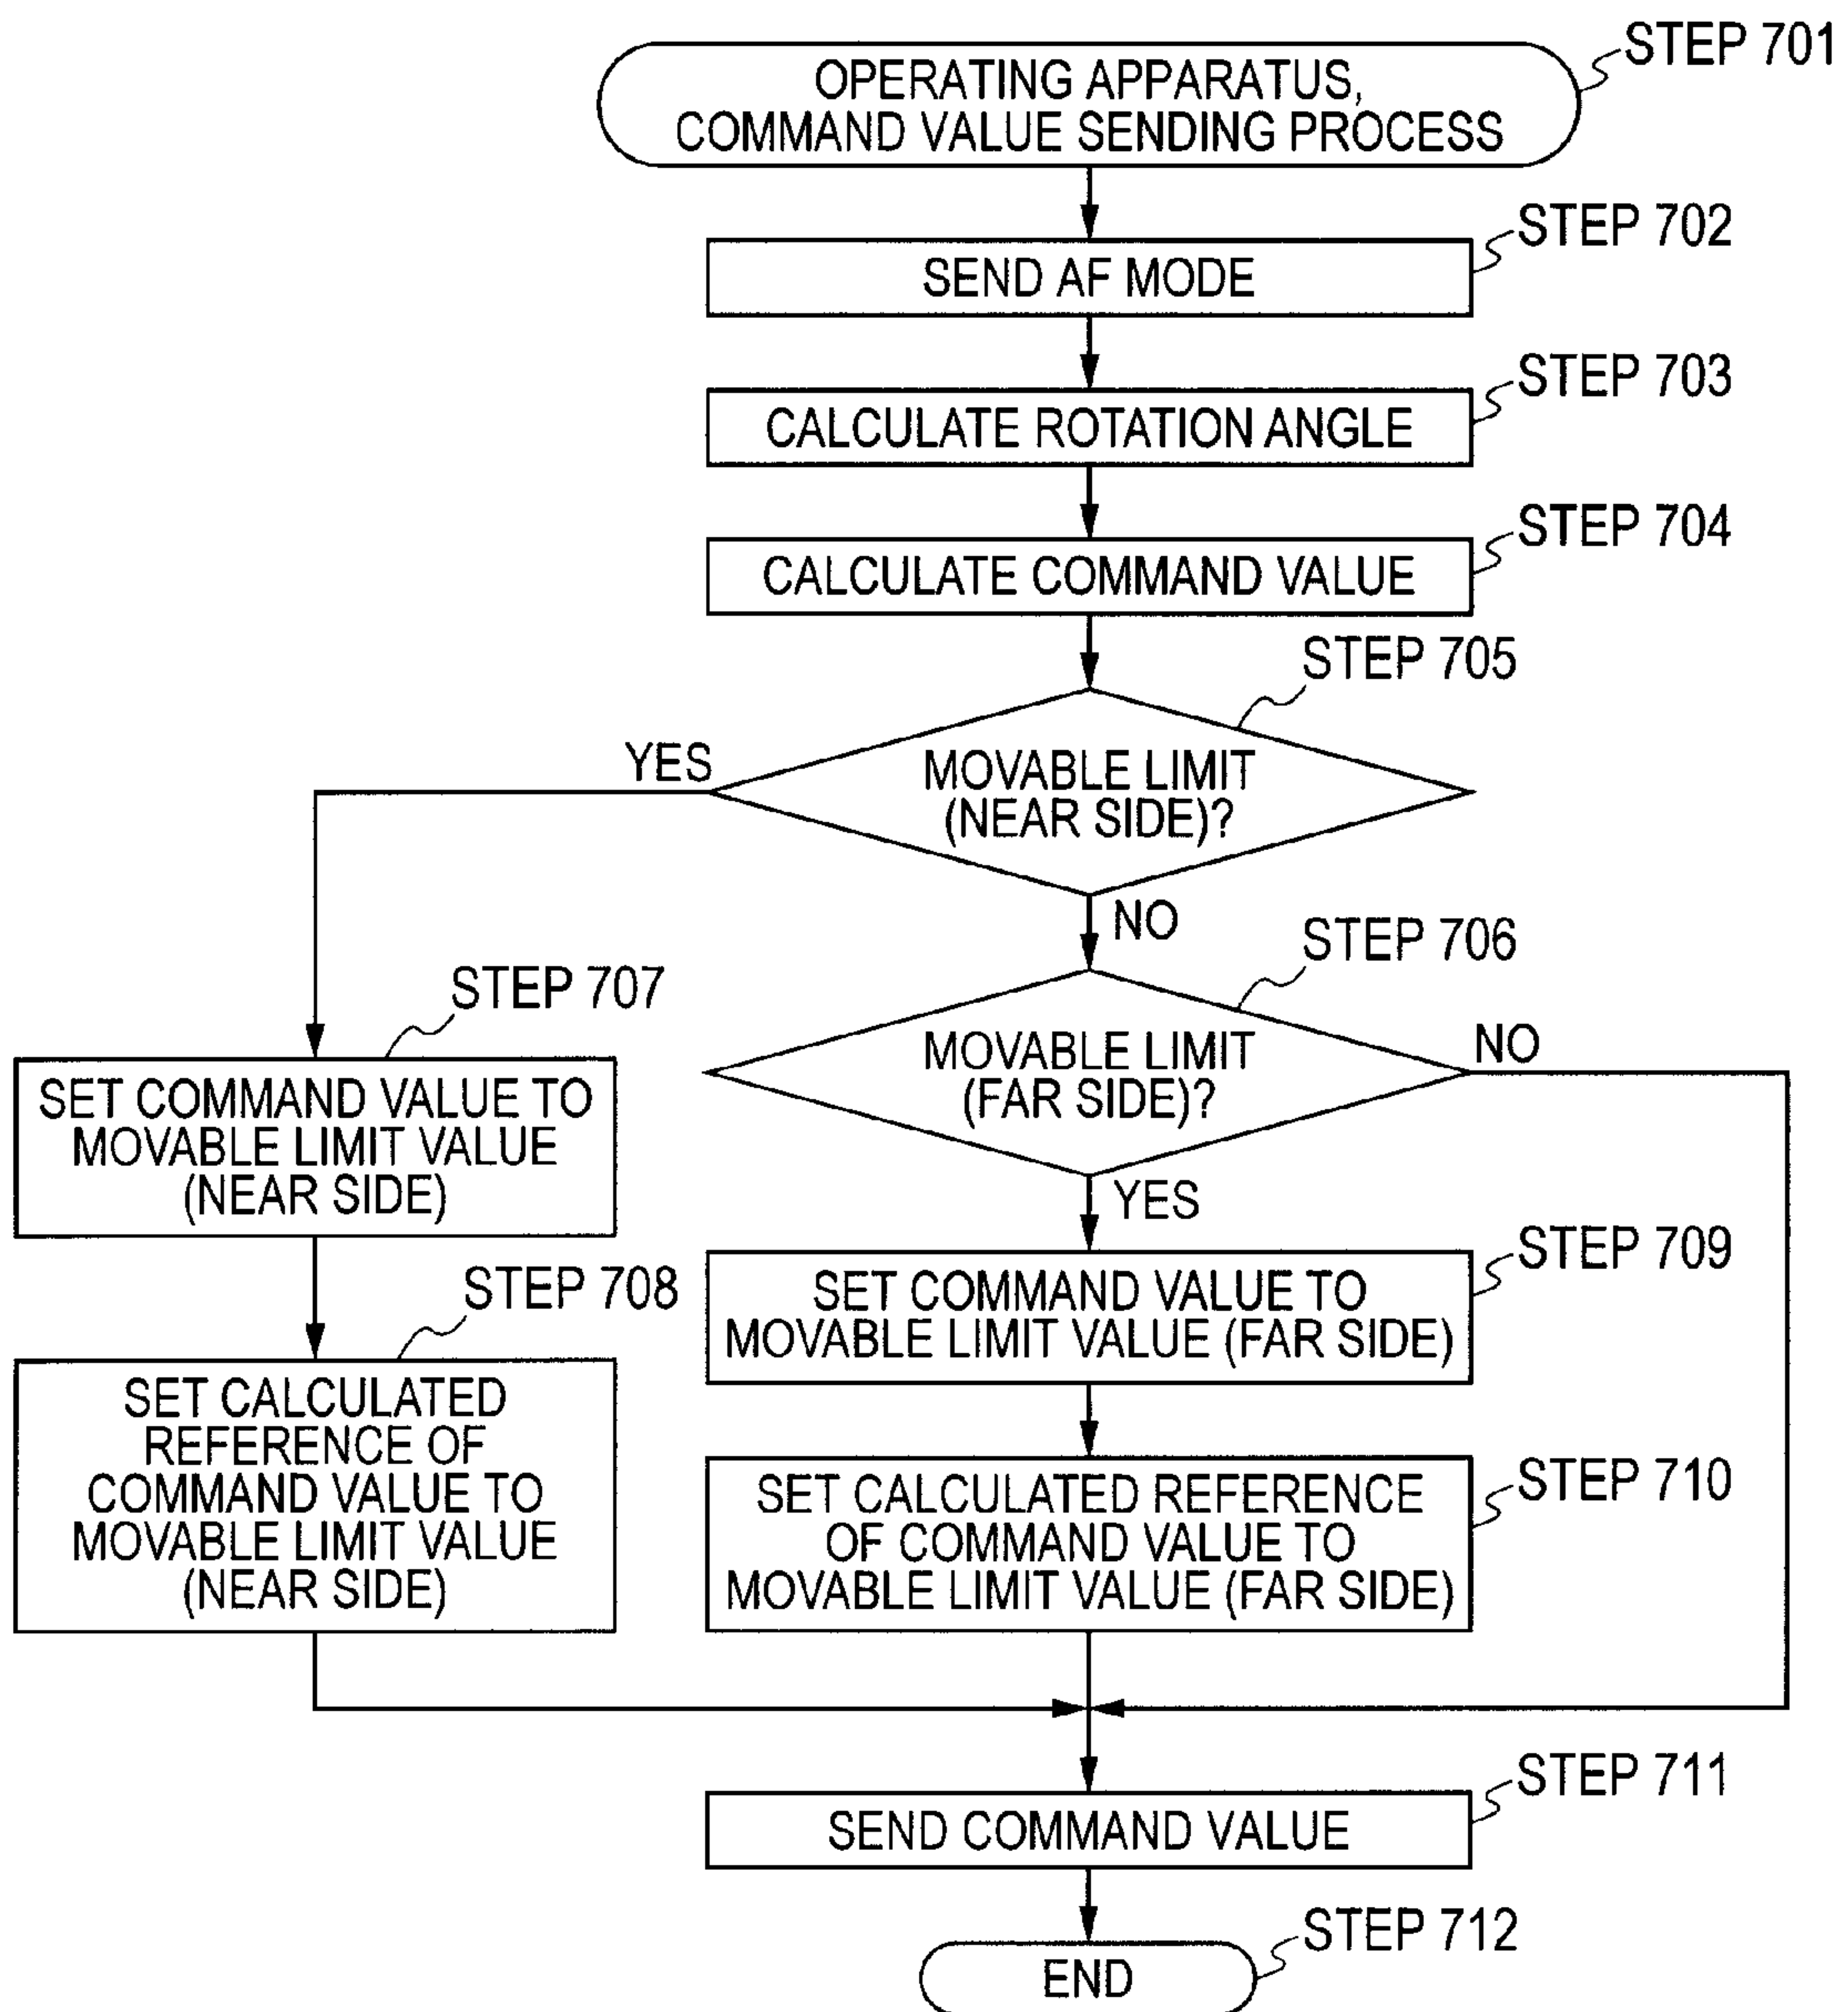 STEP 701
OPERATING APPARATUS,
COMMAND VALUE SENDING PROCESS
STEP 702
SEND AF MODE
STEP 703
CALCULATE ROTATION ANGLE
STEP 704
CALCULATE COMMAND VALUE
STEP 705
YES
MOVABLE LIMIT
(NEAR SIDE)?
NO
STEP 706
MOVABLE LIMIT
(FAR SIDE)?
NO
YES
STEP 707
SET COMMAND VALUE TO
MOVABLE LIMIT VALUE
(NEAR SIDE)
STEP 708
SET CALCULATED
REFERENCE OF
COMMAND VALUE TO
MOVABLE LIMIT VALUE
(NEAR SIDE)
STEP 709
SET COMMAND VALUE TO
MOVABLE LIMIT VALUE (FAR SIDE)
STEP 710
SET CALCULATED REFERENCE
OF COMMAND VALUE TO
MOVABLE LIMIT VALUE (FAR SIDE)
STEP 711
SEND COMMAND VALUE
STEP 712
END